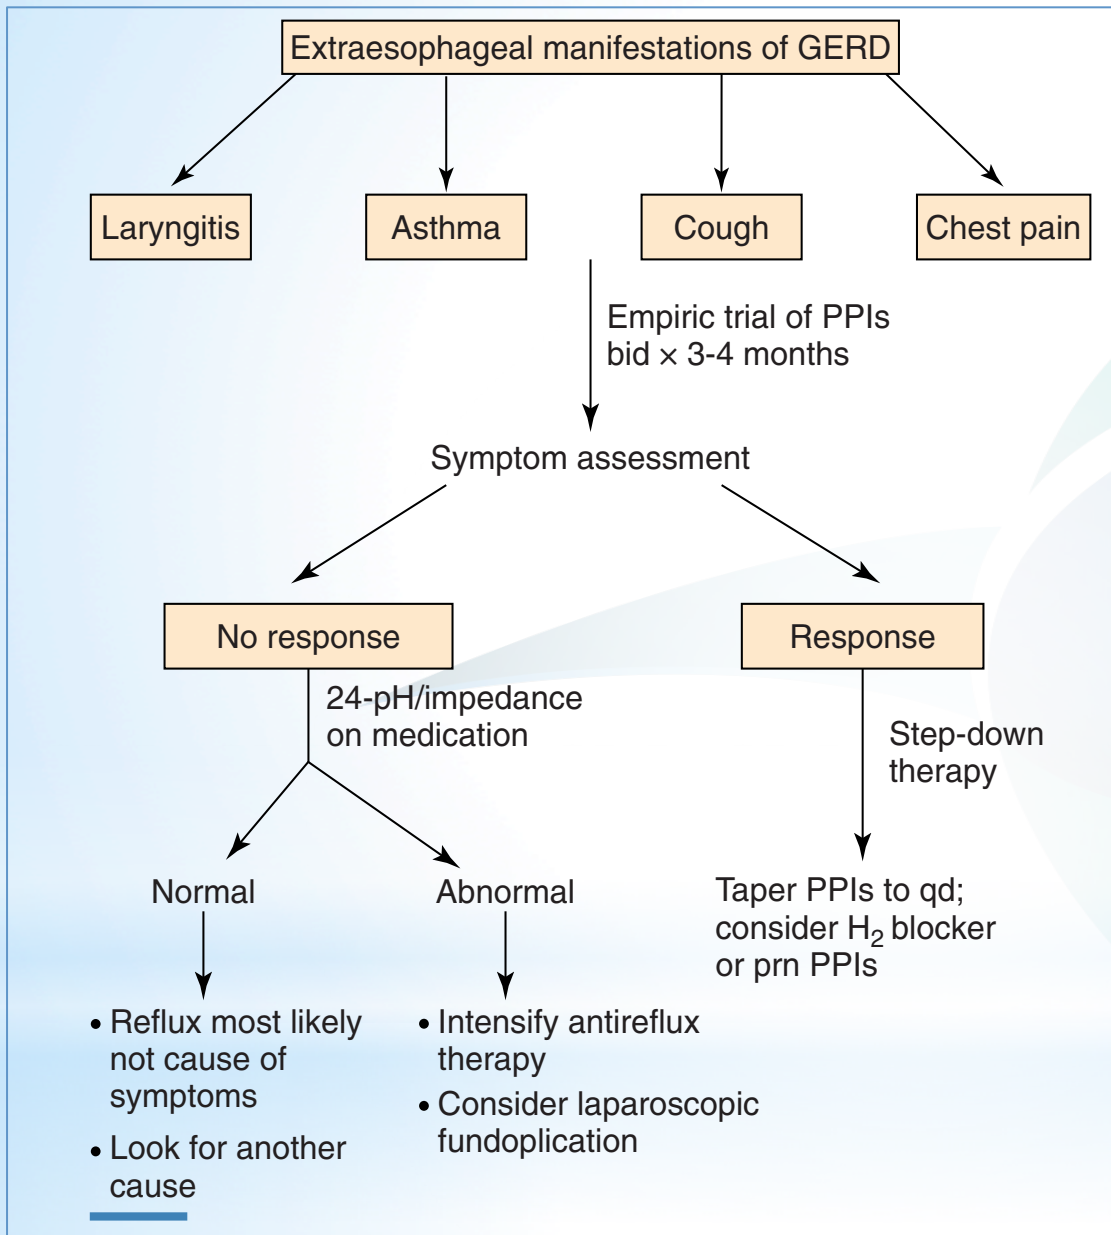 Extraesophageal manifestations of GERD
Laryngitis
Asthma
Cough
Chest pain
Empiric trial of PPIs
bid × 3-4 months
Symptom assessment
No response
Response
24-pH/impedance
on medication
Step-down
therapy
Normal
Abnormal
Taper PPIs to qd;
consider H₂ blocker
or prn PPIs
• Reflux most likely
not cause of
symptoms
• Look for another
cause
• Intensify antireflux
therapy
• Consider laparoscopic
fundoplication